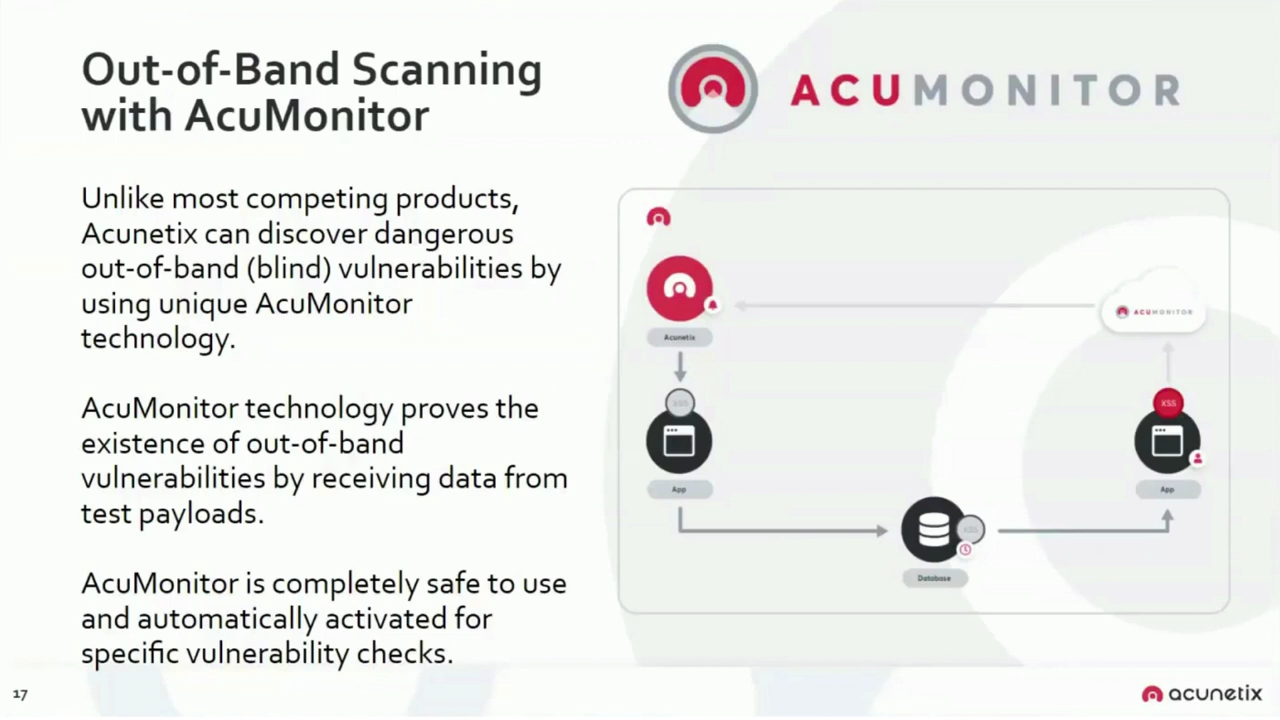 Out-of-Band Scanning
with AcuMonitor
ACUMONITOR
Unlike most competing products,
Acunetix can discover dangerous
out-of-band (blind) vulnerabilities by
using unique AcuMonitor
technology.
AcuMonitor technology proves the
existence of out-of-band
vulnerabilities by receiving data from
test payloads.
AcuMonitor is completely safe to use
and automatically activated for
specific vulnerability checks.
Acunetix
ACUMONITOR
XSS
App
XSS
App
XSS
Database
17
acunetix